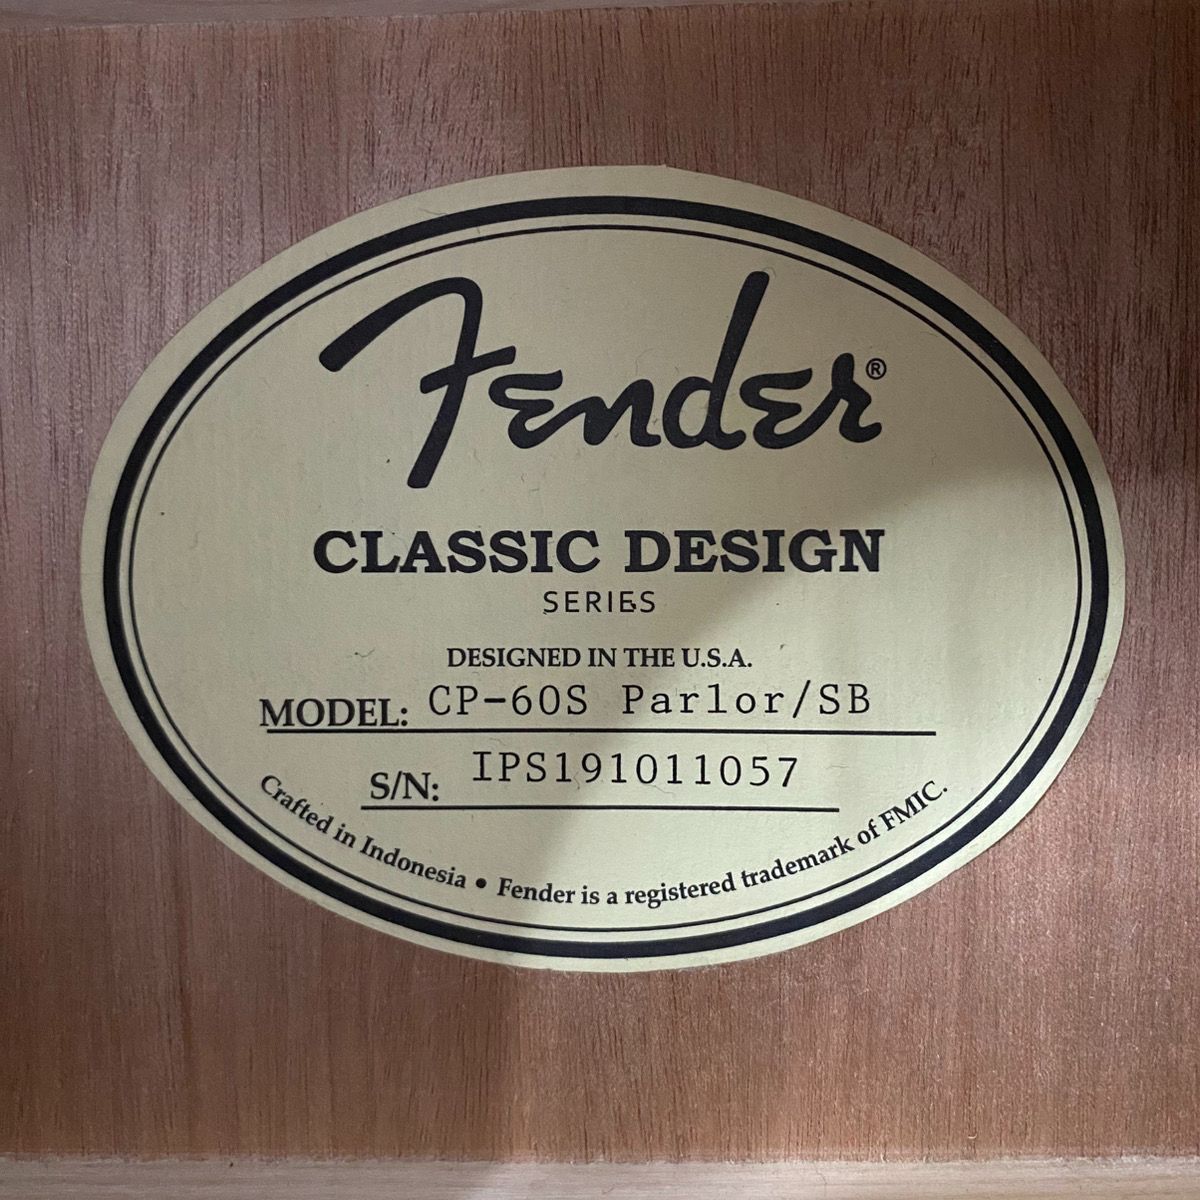 Fender®
CLASSIC DESIGN
SERIES
DESIGNED IN THE U.S.A.
MODEL: CP-60S Parlor/SB
S/N: IPS191011057
Crafted in Indonesia • Fender is a registered trademark of FMIC.